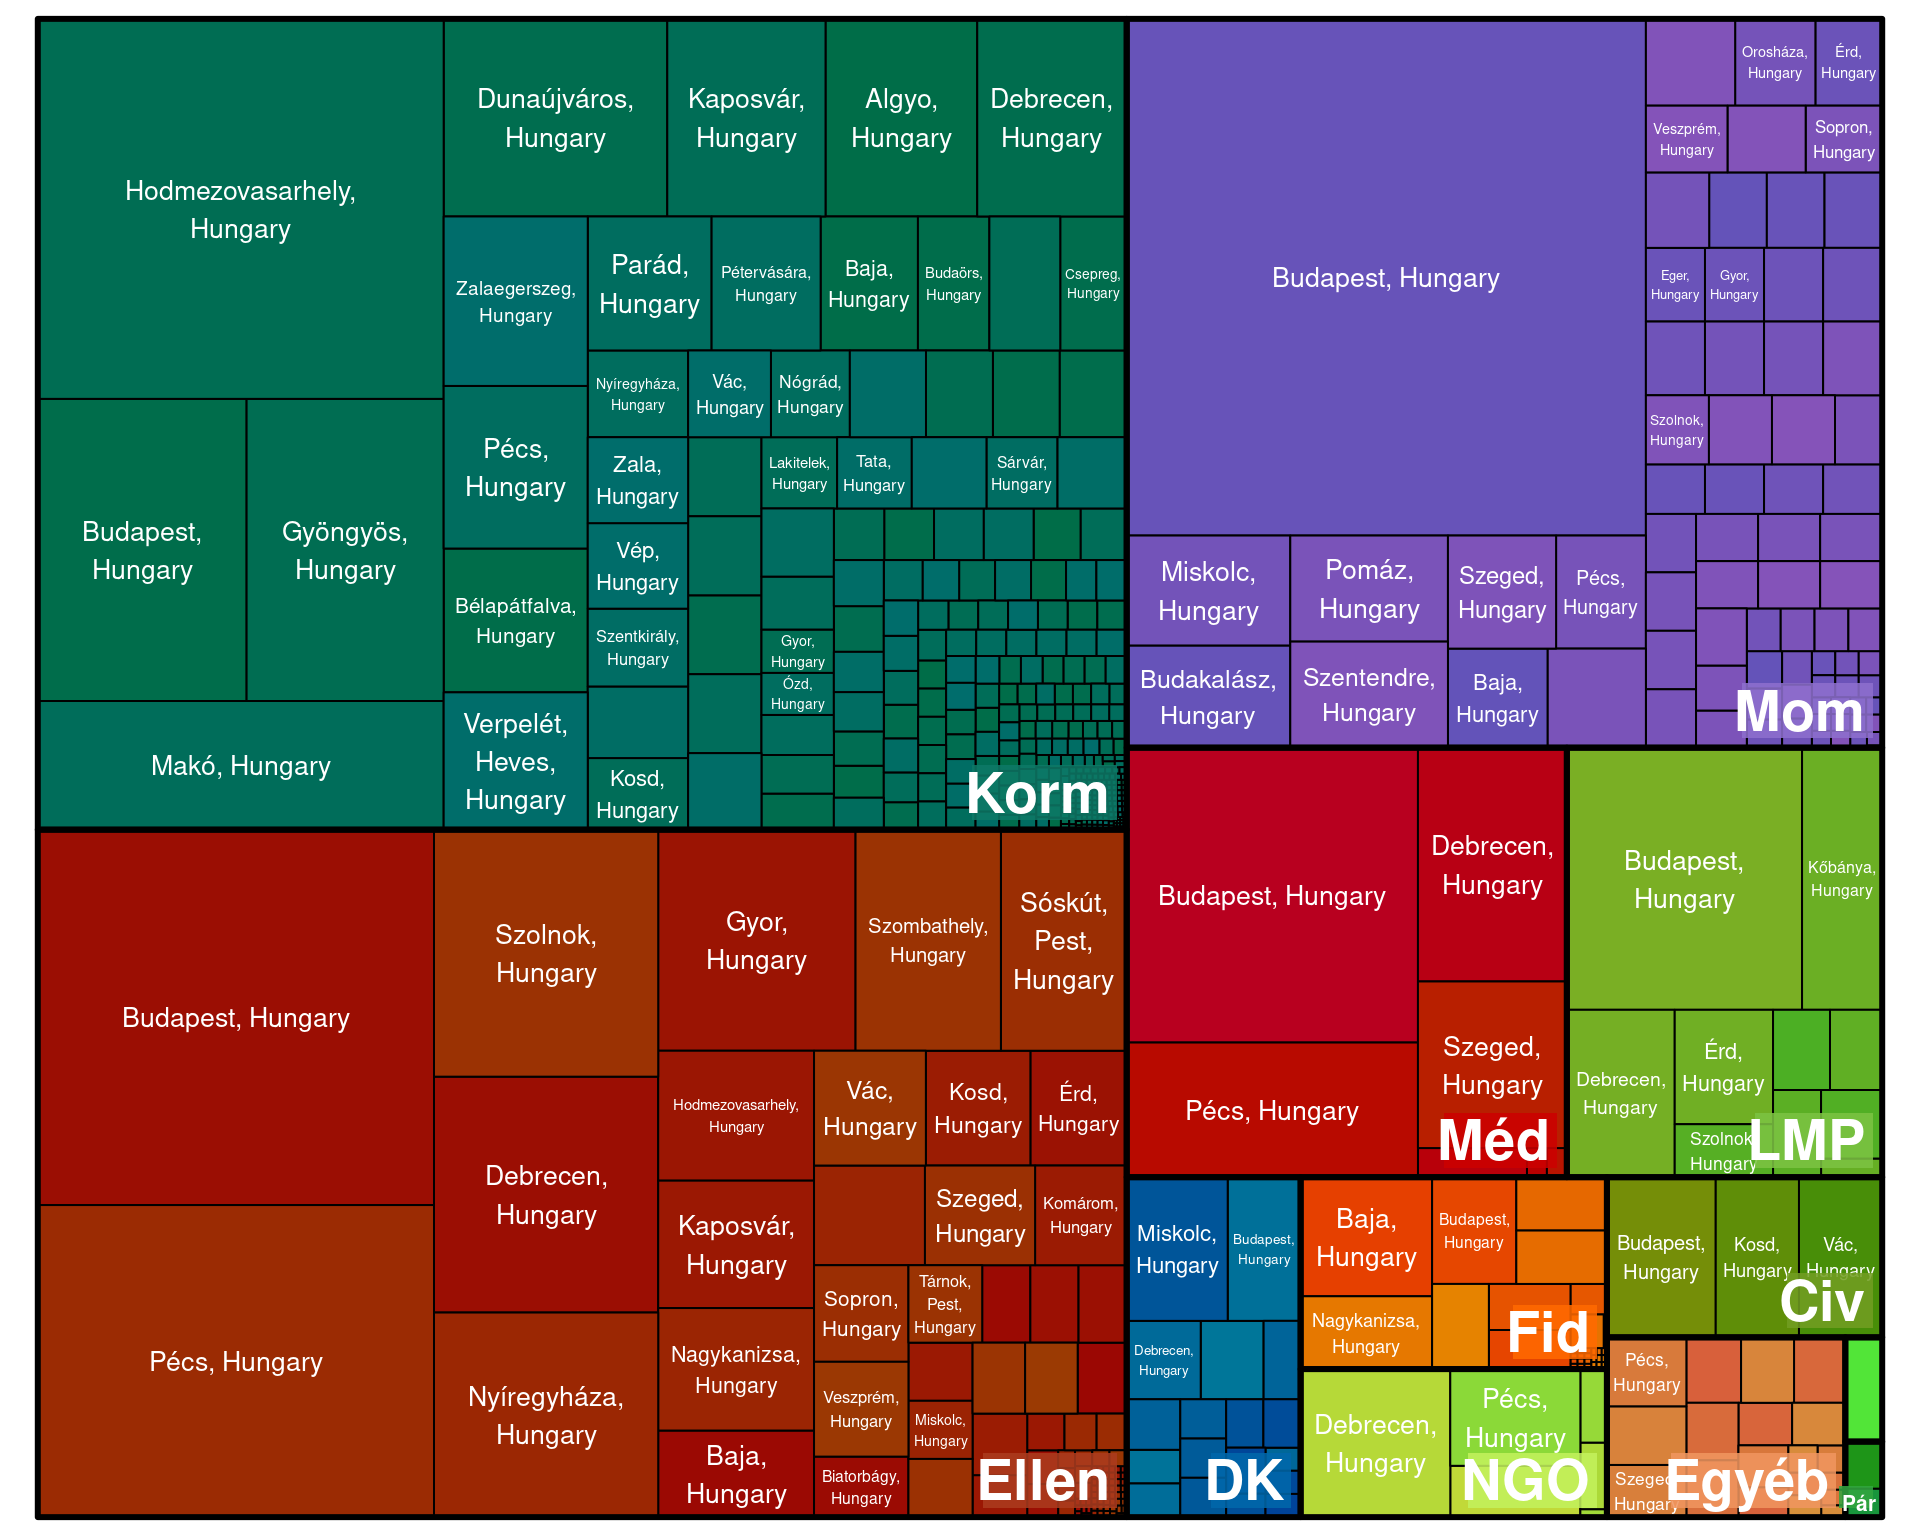 Hodmezovasarhely,
Hungary
Dunaújváros,
Hungary
Kaposvár,
Hungary
Algyo,
Hungary
Debrecen,
Hungary
Zalaegerszeg,
Hungary
Parád,
Hungary
Pétervására,
Hungary
Baja,
Hungary
Budaörs,
Hungary
Csepreg,
Hungary
Nyíregyháza,
Hungary
Vác,
Hungary
Nógrád,
Hungary
Budapest,
Hungary
Gyöngyös,
Hungary
Pécs,
Hungary
Zala,
Hungary
Lakitelek,
Hungary
Tata,
Hungary
Sárvár,
Hungary
Vép,
Hungary
Bélapátfalva,
Hungary
Szentkirály,
Hungary
Gyor,
Hungary
Ózd,
Hungary
Makó, Hungary
Verpelét,
Heves,
Hungary
Kosd,
Hungary
Korm
Budapest, Hungary
Orosháza,
Hungary
Érd,
Hungary
Veszprém,
Hungary
Sopron,
Hungary
Eger,
Hungary
Gyor,
Hungary
Szolnok,
Hungary
Miskolc,
Hungary
Pomáz,
Hungary
Szeged,
Hungary
Pécs,
Hungary
Budakalász,
Hungary
Szentendre,
Hungary
Baja,
Hungary
Mom
Budapest, Hungary
Szolnok,
Hungary
Gyor,
Hungary
Szombathely,
Hungary
Sóskút,
Pest,
Hungary
Hodmezovasarhely,
Hungary
Vác,
Hungary
Kosd,
Hungary
Érd,
Hungary
Debrecen,
Hungary
Kaposvár,
Hungary
Szeged,
Hungary
Komárom,
Hungary
Pécs, Hungary
Sopron,
Hungary
Tárnok,
Pest,
Hungary
Nyíregyháza,
Hungary
Nagykanizsa,
Hungary
Veszprém,
Hungary
Miskolc,
Hungary
Baja,
Hungary
Biatorbágy,
Hungary
Ellen
Budapest, Hungary
Debrecen,
Hungary
Pécs, Hungary
Szeged,
Hungary
Méd
Budapest,
Hungary
Kőbánya,
Hungary
Debrecen,
Hungary
Érd,
Hungary
Szolnok
Hungary
LMP
Miskolc,
Hungary
Budapest,
Hungary
Debrecen,
Hungary
DK
Baja,
Hungary
Budapest,
Hungary
Nagykanizsa,
Hungary
Fid
Budapest,
Hungary
Kosd,
Hungary
Vác,
Hungary
Civ
Debrecen,
Hungary
Pécs,
Hungary
NGO
Pécs,
Hungary
Szeged
Hungary
Egyéb
Pár